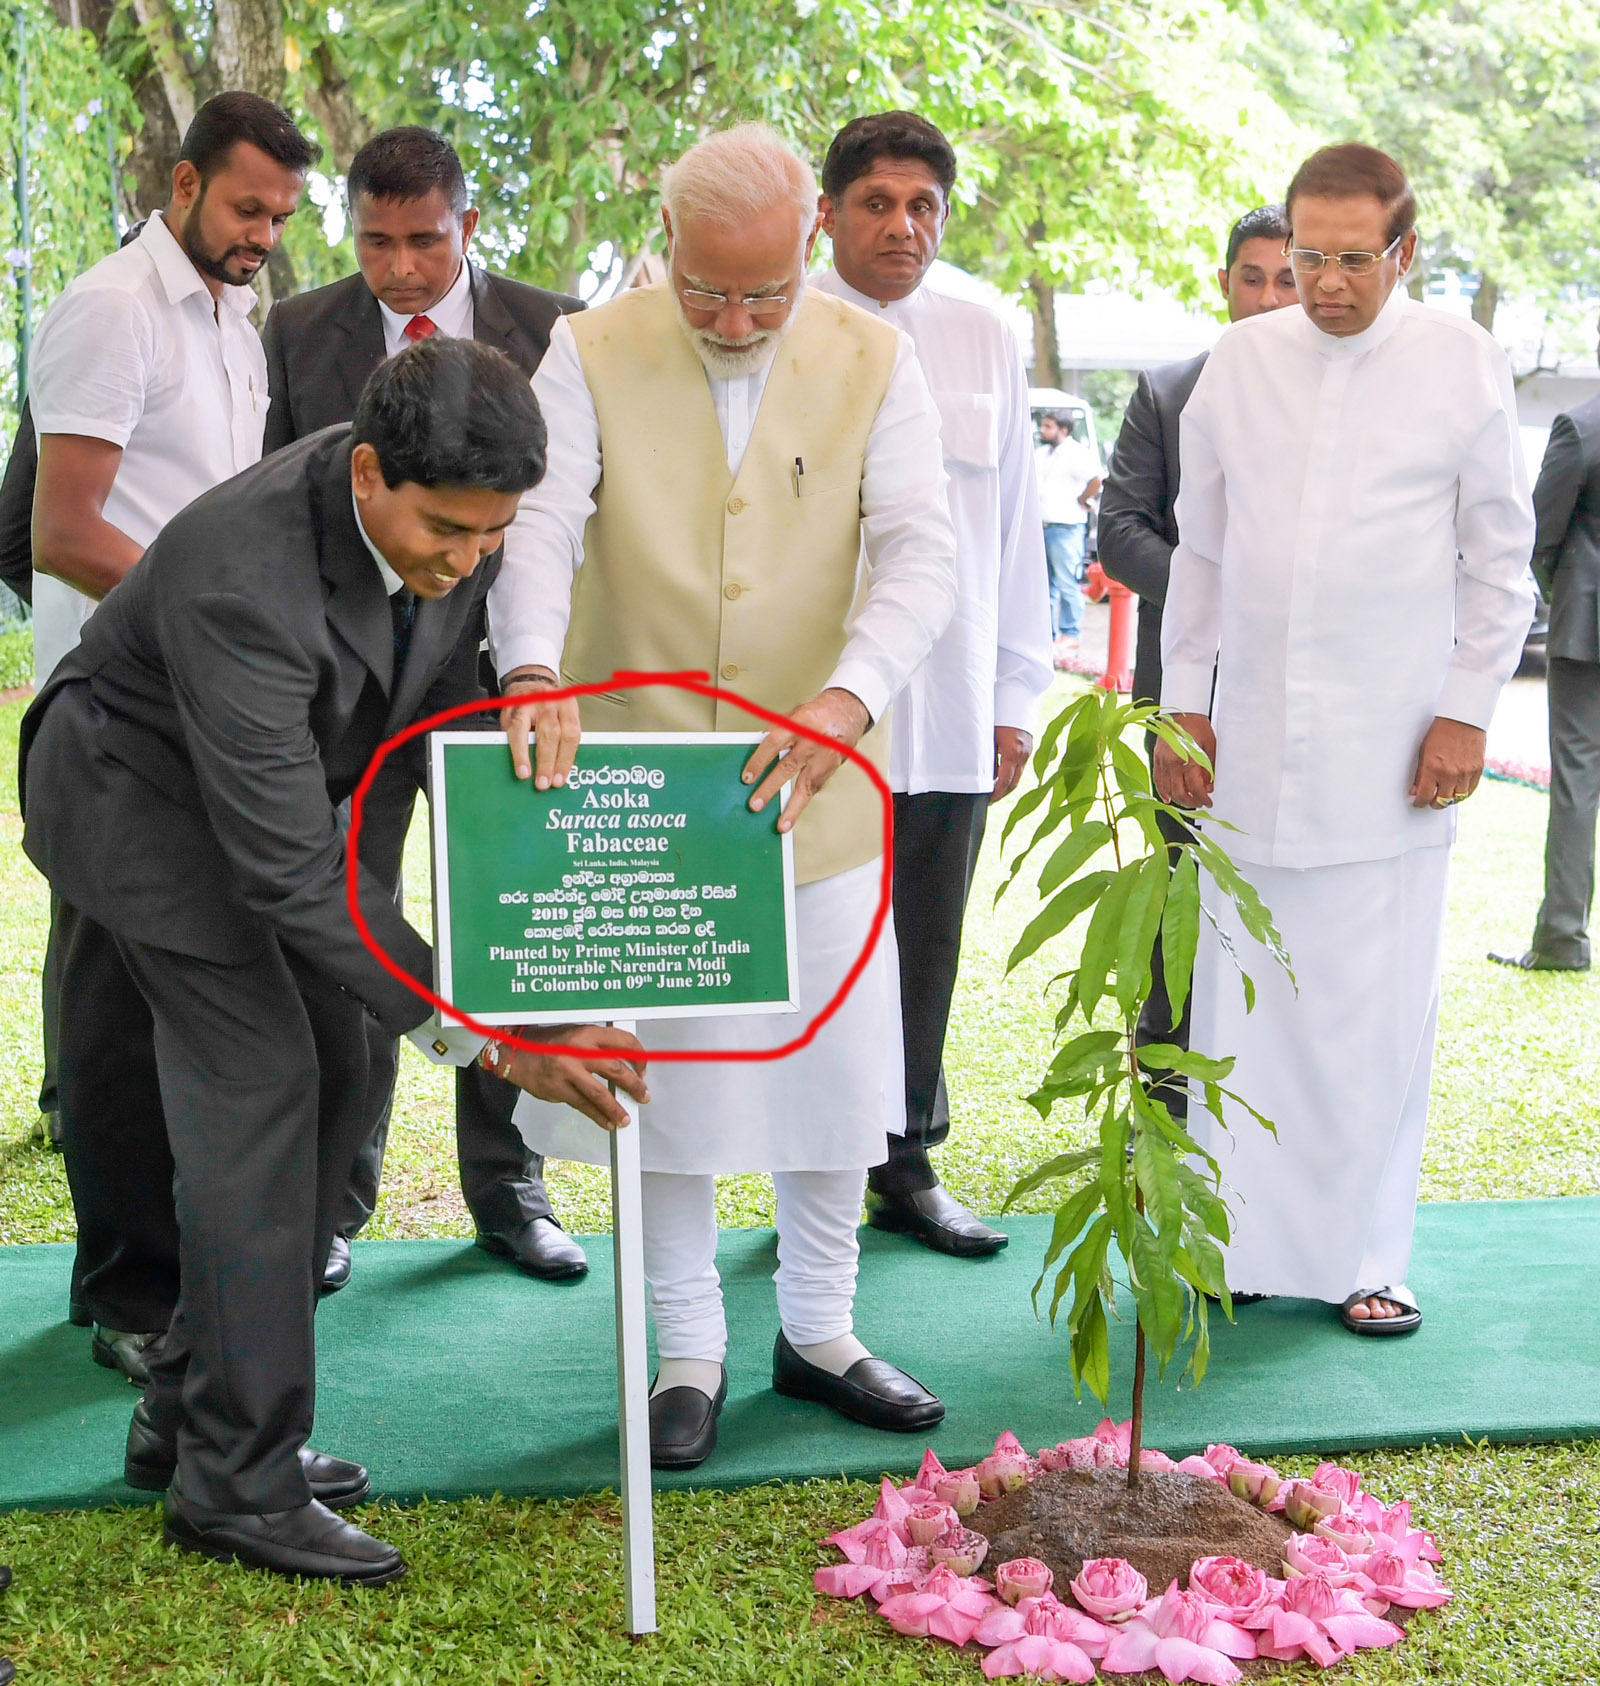 දියරතඹල
Asoka
Saraca asoca
Fabaceae
Sri Lanka, India, Malaysia
ඉන්දීය අග්‍රාමාත්‍ය
ගරු නරේන්ද්‍ර මෝදි උතුමාණන් විසින්
2019 ජූනි මස 09 වන දින
කොළඹදී රෝපණය කරන ලදී
Planted by Prime Minister of India
Honourable Narendra Modi
in Colombo on 09th June 2019